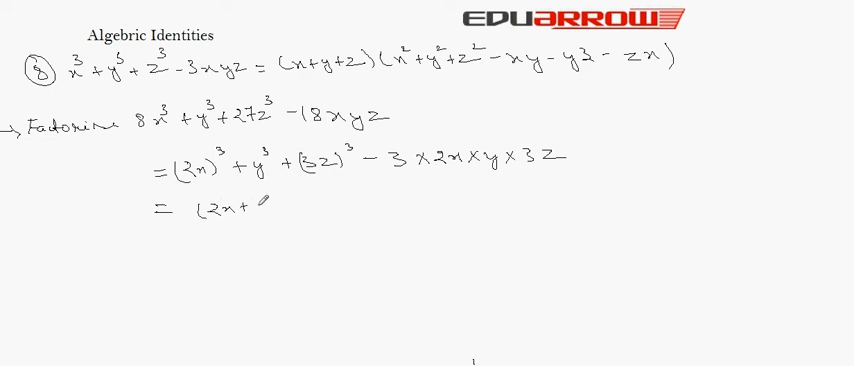 EDUARROW
Algebric Identities
⑧ x³ + y³ + z³ - 3xyz = (x+y+z) (x² + y² + z² - xy - yz - zx)
→ Factorise 8x³ + y³ + 27z³ - 18xyz
= (2x)³ + y³ + (3z)³ - 3 × 2x × y × 3z
= (2x +
1